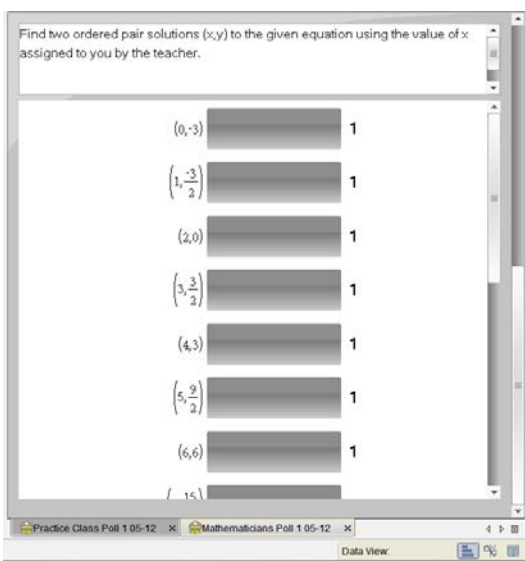 Find two ordered pair solutions (x,y) to the given equation using the value of x
assigned to you by the teacher.
(0,-3) 1
(1,-3/2) 1
(2,0) 1
(3,3/2) 1
(4,3) 1
(5,9/2) 1
(6,6) 1
15
Practice Class Poll 1 05-12 × Mathematicians Poll 1 05-12 ×
Data View: